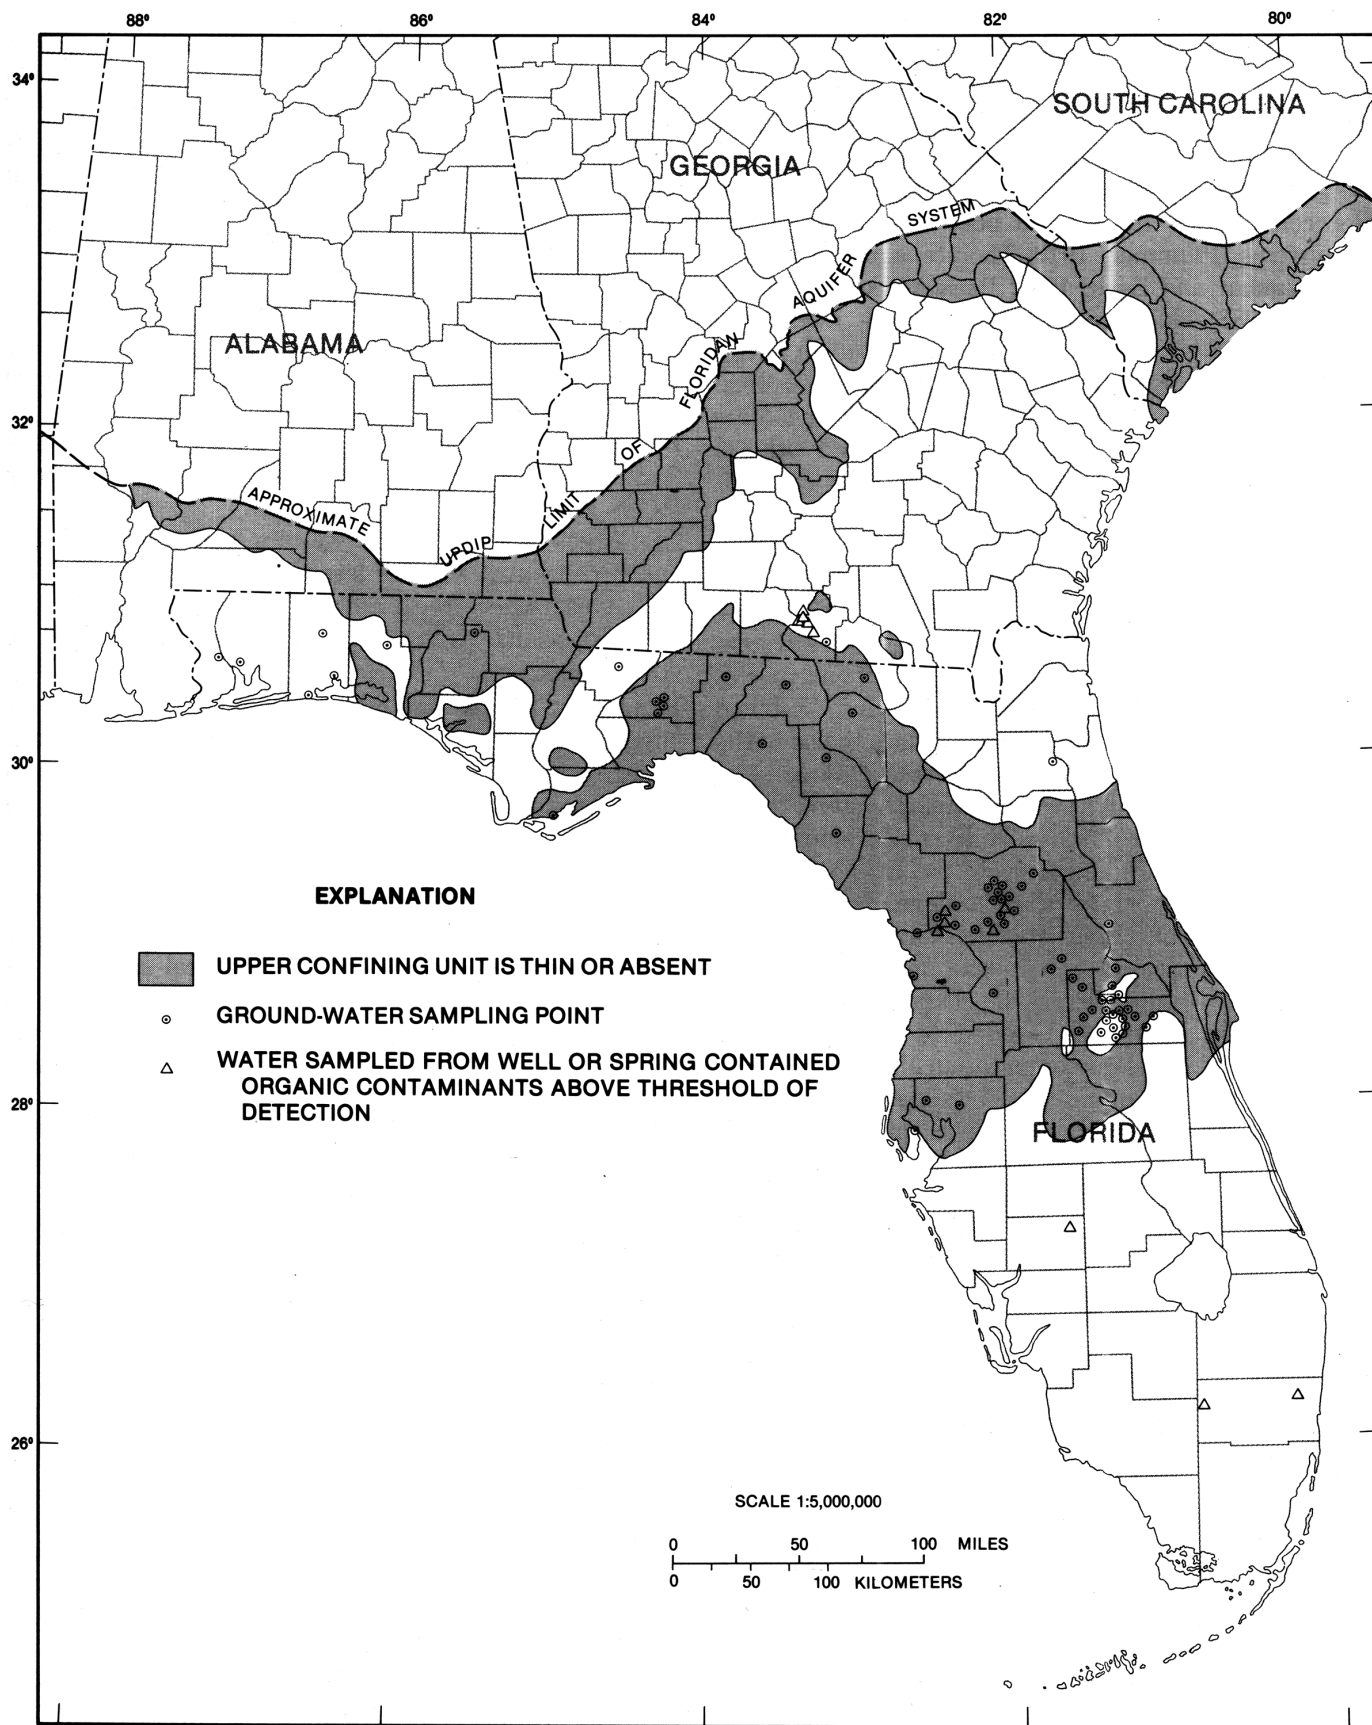 88° 86° 84° 82° 80°
34°
SOUTH CAROLINA
GEORGIA
SYSTEM
AQUIFER
ALABAMA
FLORIDAN
32°
OF
LIMIT
APPROXIMATE
UPDIP
30°
EXPLANATION
UPPER CONFINING UNIT IS THIN OR ABSENT
GROUND-WATER SAMPLING POINT
WATER SAMPLED FROM WELL OR SPRING CONTAINED
ORGANIC CONTAMINANTS ABOVE THRESHOLD OF
DETECTION
28°
FLORIDA
26°
SCALE 1:5,000,000
0 50 100 MILES
0 50 100 KILOMETERS